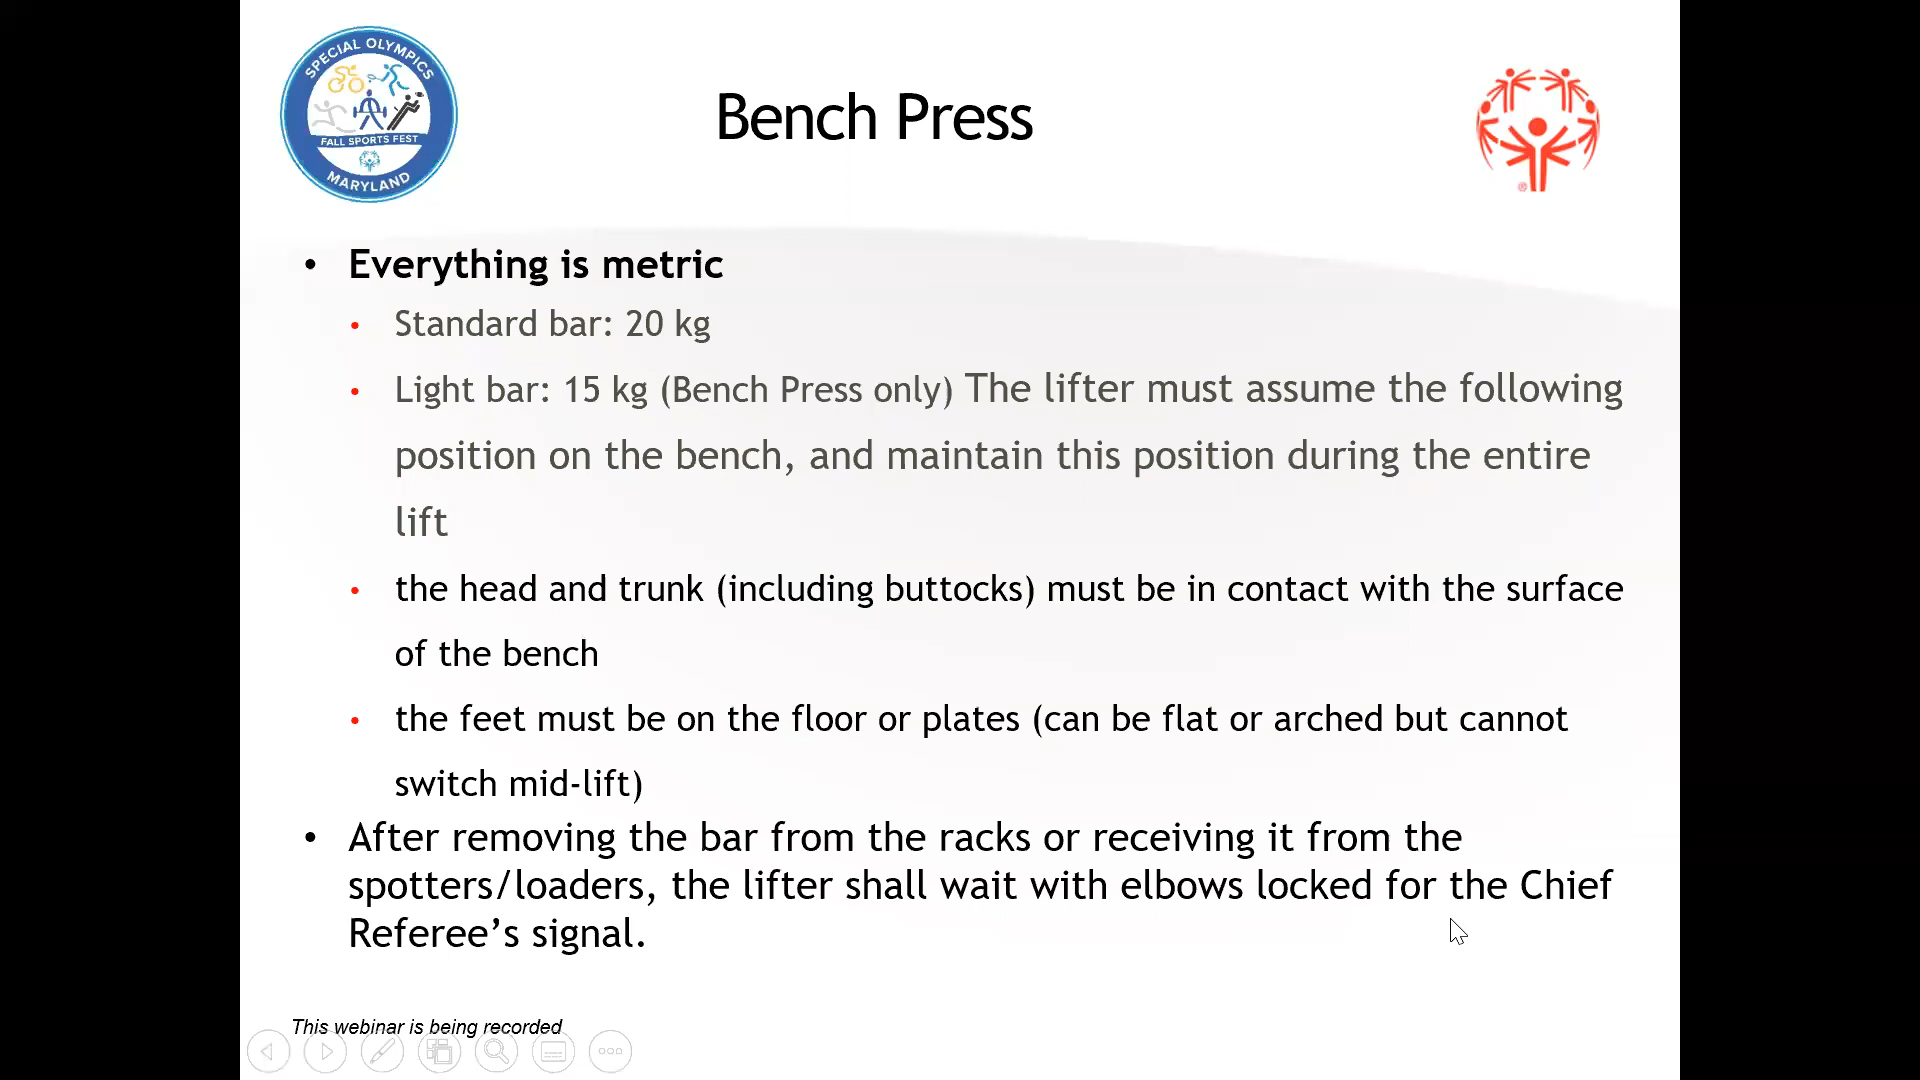 SPECIAL OLYMPICS
FALL SPORTS FEST
MARYLAND
Bench Press
®
• Everything is metric
• Standard bar: 20 kg
• Light bar: 15 kg (Bench Press only) The lifter must assume the following
position on the bench, and maintain this position during the entire
lift
• the head and trunk (including buttocks) must be in contact with the surface
of the bench
• the feet must be on the floor or plates (can be flat or arched but cannot
switch mid-lift)
• After removing the bar from the racks or receiving it from the
spotters/loaders, the lifter shall wait with elbows locked for the Chief
Referee’s signal.
This webinar is being recorded